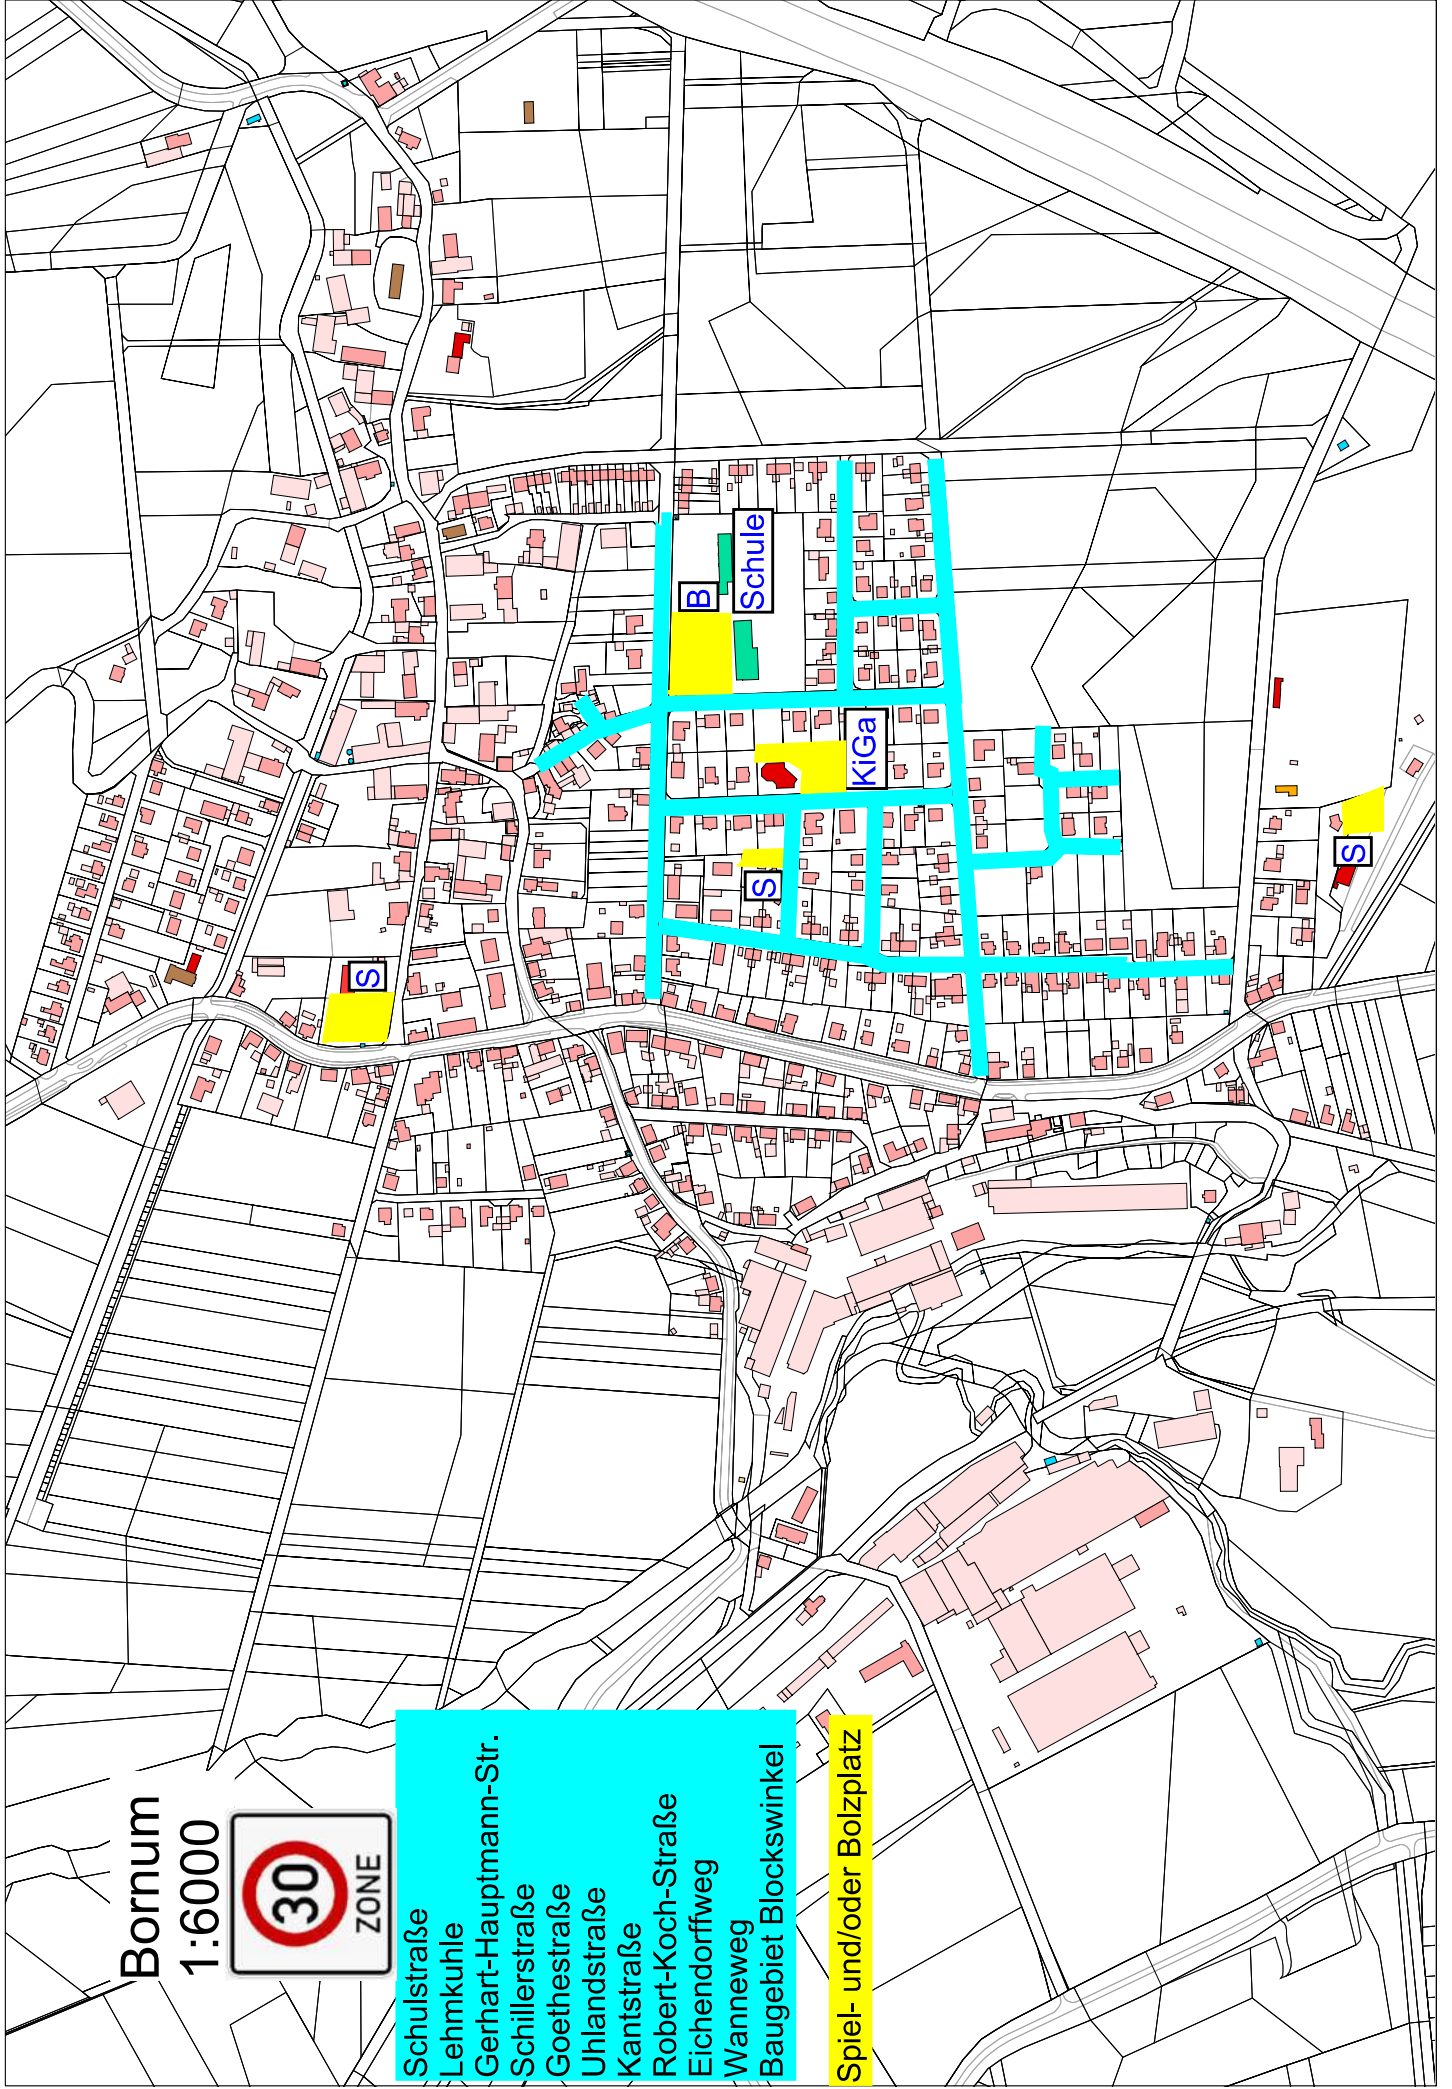 Bornum
1:6000
30
ZONE
Schulstraße
Lehmkuhle
Gerhart-Hauptmann-Str.
Schillerstraße
Goethestraße
Uhlandstraße
Kantstraße
Robert-Koch-Straße
Eichendorffweg
Wanneweg
Baugebiet Blockswinkel
Spiel- und/oder Bolzplatz
S
S
KiGa
B
Schule
S